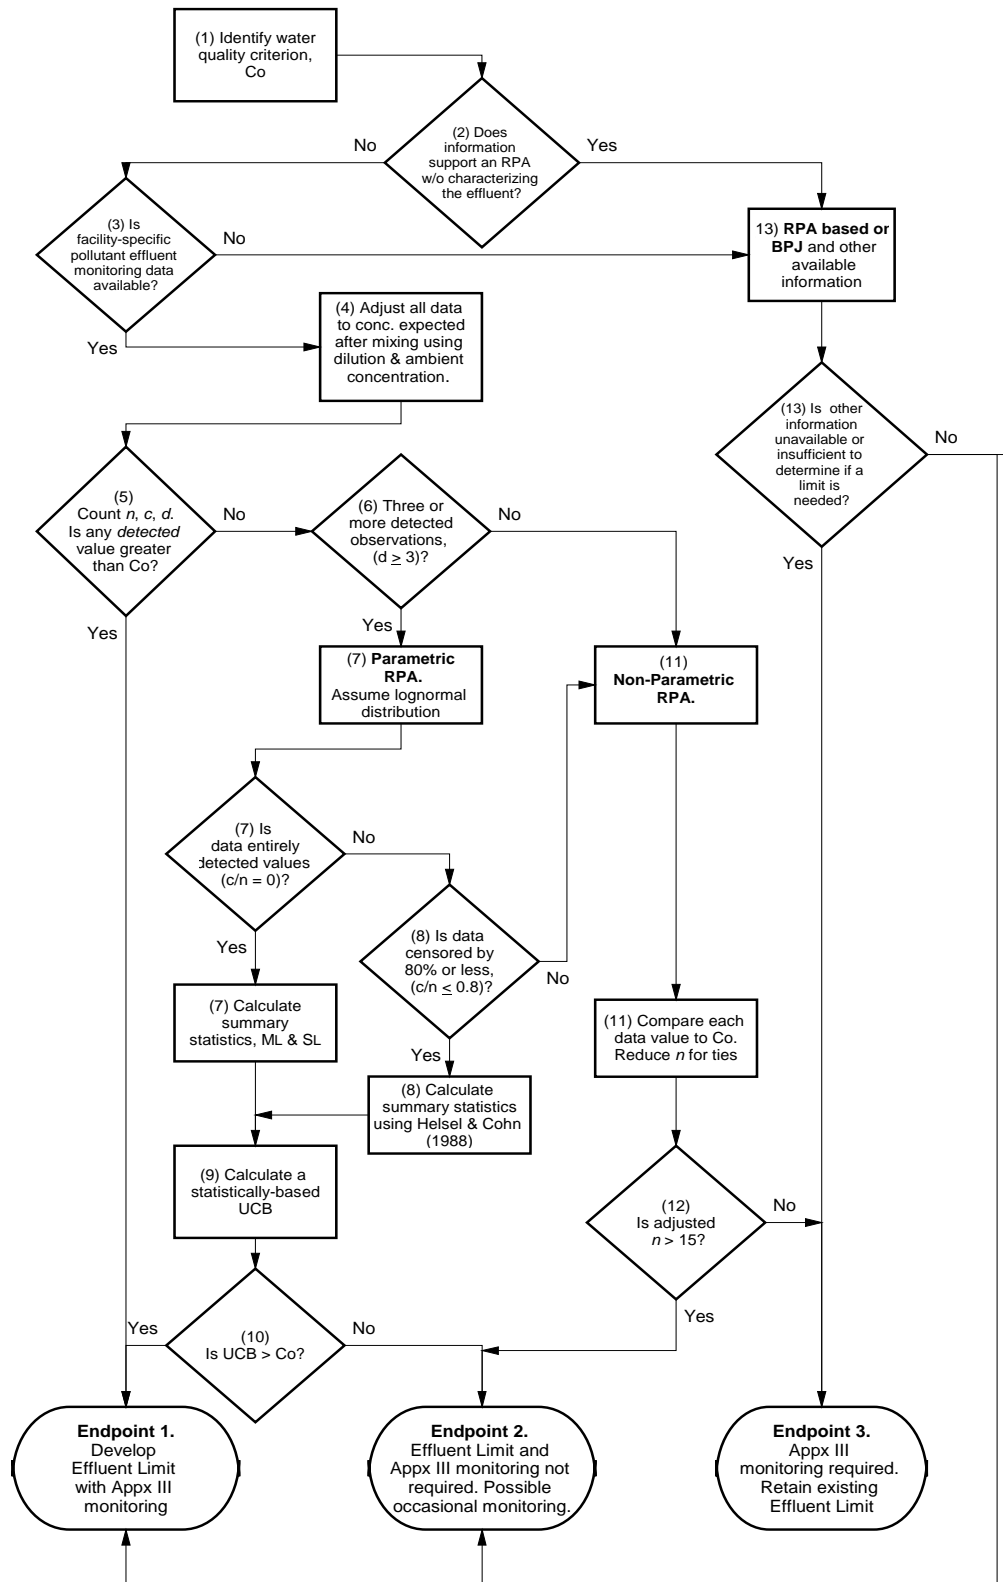 (1) Identify water
quality criterion,
Co
(2) Does
information
support an RPA
w/o characterizing
the effluent?
No
Yes
(3) Is
facility-specific
pollutant effluent
monitoring data
available?
No
Yes
13) RPA based or
BPJ and other
available
information
(4) Adjust all data
to conc. expected
after mixing using
dilution & ambient
concentration.
(13) Is other
information
unavailable or
insufficient to
determine if a
limit is
needed?
No
Yes
(5)
Count n, c, d.
Is any detected
value greater
than Co?
No
Yes
(6) Three or
more detected
observations,
(d ≥ 3)?
No
Yes
(7) Parametric
RPA.
Assume lognormal
distribution
(11)
Non-Parametric
RPA.
(7) Is
data entirely
detected values
(c/n = 0)?
No
Yes
(8) Is data
censored by
80% or less,
(c/n ≤ 0.8)?
No
Yes
(7) Calculate
summary
statistics, ML & SL
(11) Compare each
data value to Co.
Reduce n for ties
(8) Calculate
summary statistics
using Helsel & Cohn
(1988)
(9) Calculate a
statistically-based
UCB
(12)
Is adjusted
n > 15?
No
Yes
(10)
Is UCB > Co?
Yes
No
Endpoint 1.
Develop
Effluent Limit
with Appx III
monitoring
Endpoint 2.
Effluent Limit and
Appx III monitoring not
required. Possible
occasional monitoring.
Endpoint 3.
Appx III
monitoring required.
Retain existing
Effluent Limit